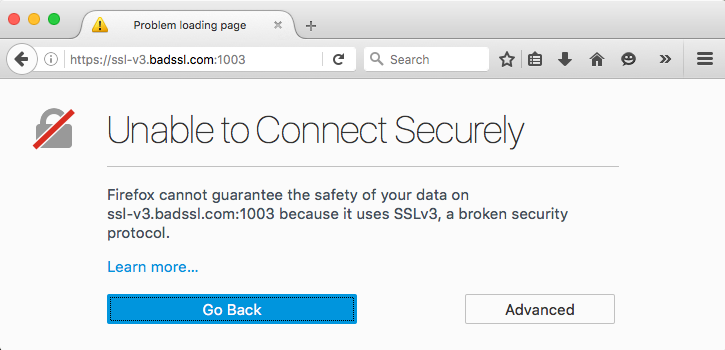 Problem loading page
https://ssl-v3.badssl.com:1003
Search
Unable to Connect Securely
Firefox cannot guarantee the safety of your data on
ssl-v3.badssl.com:1003 because it uses SSLv3, a broken security
protocol.
Learn more...
Go Back
Advanced